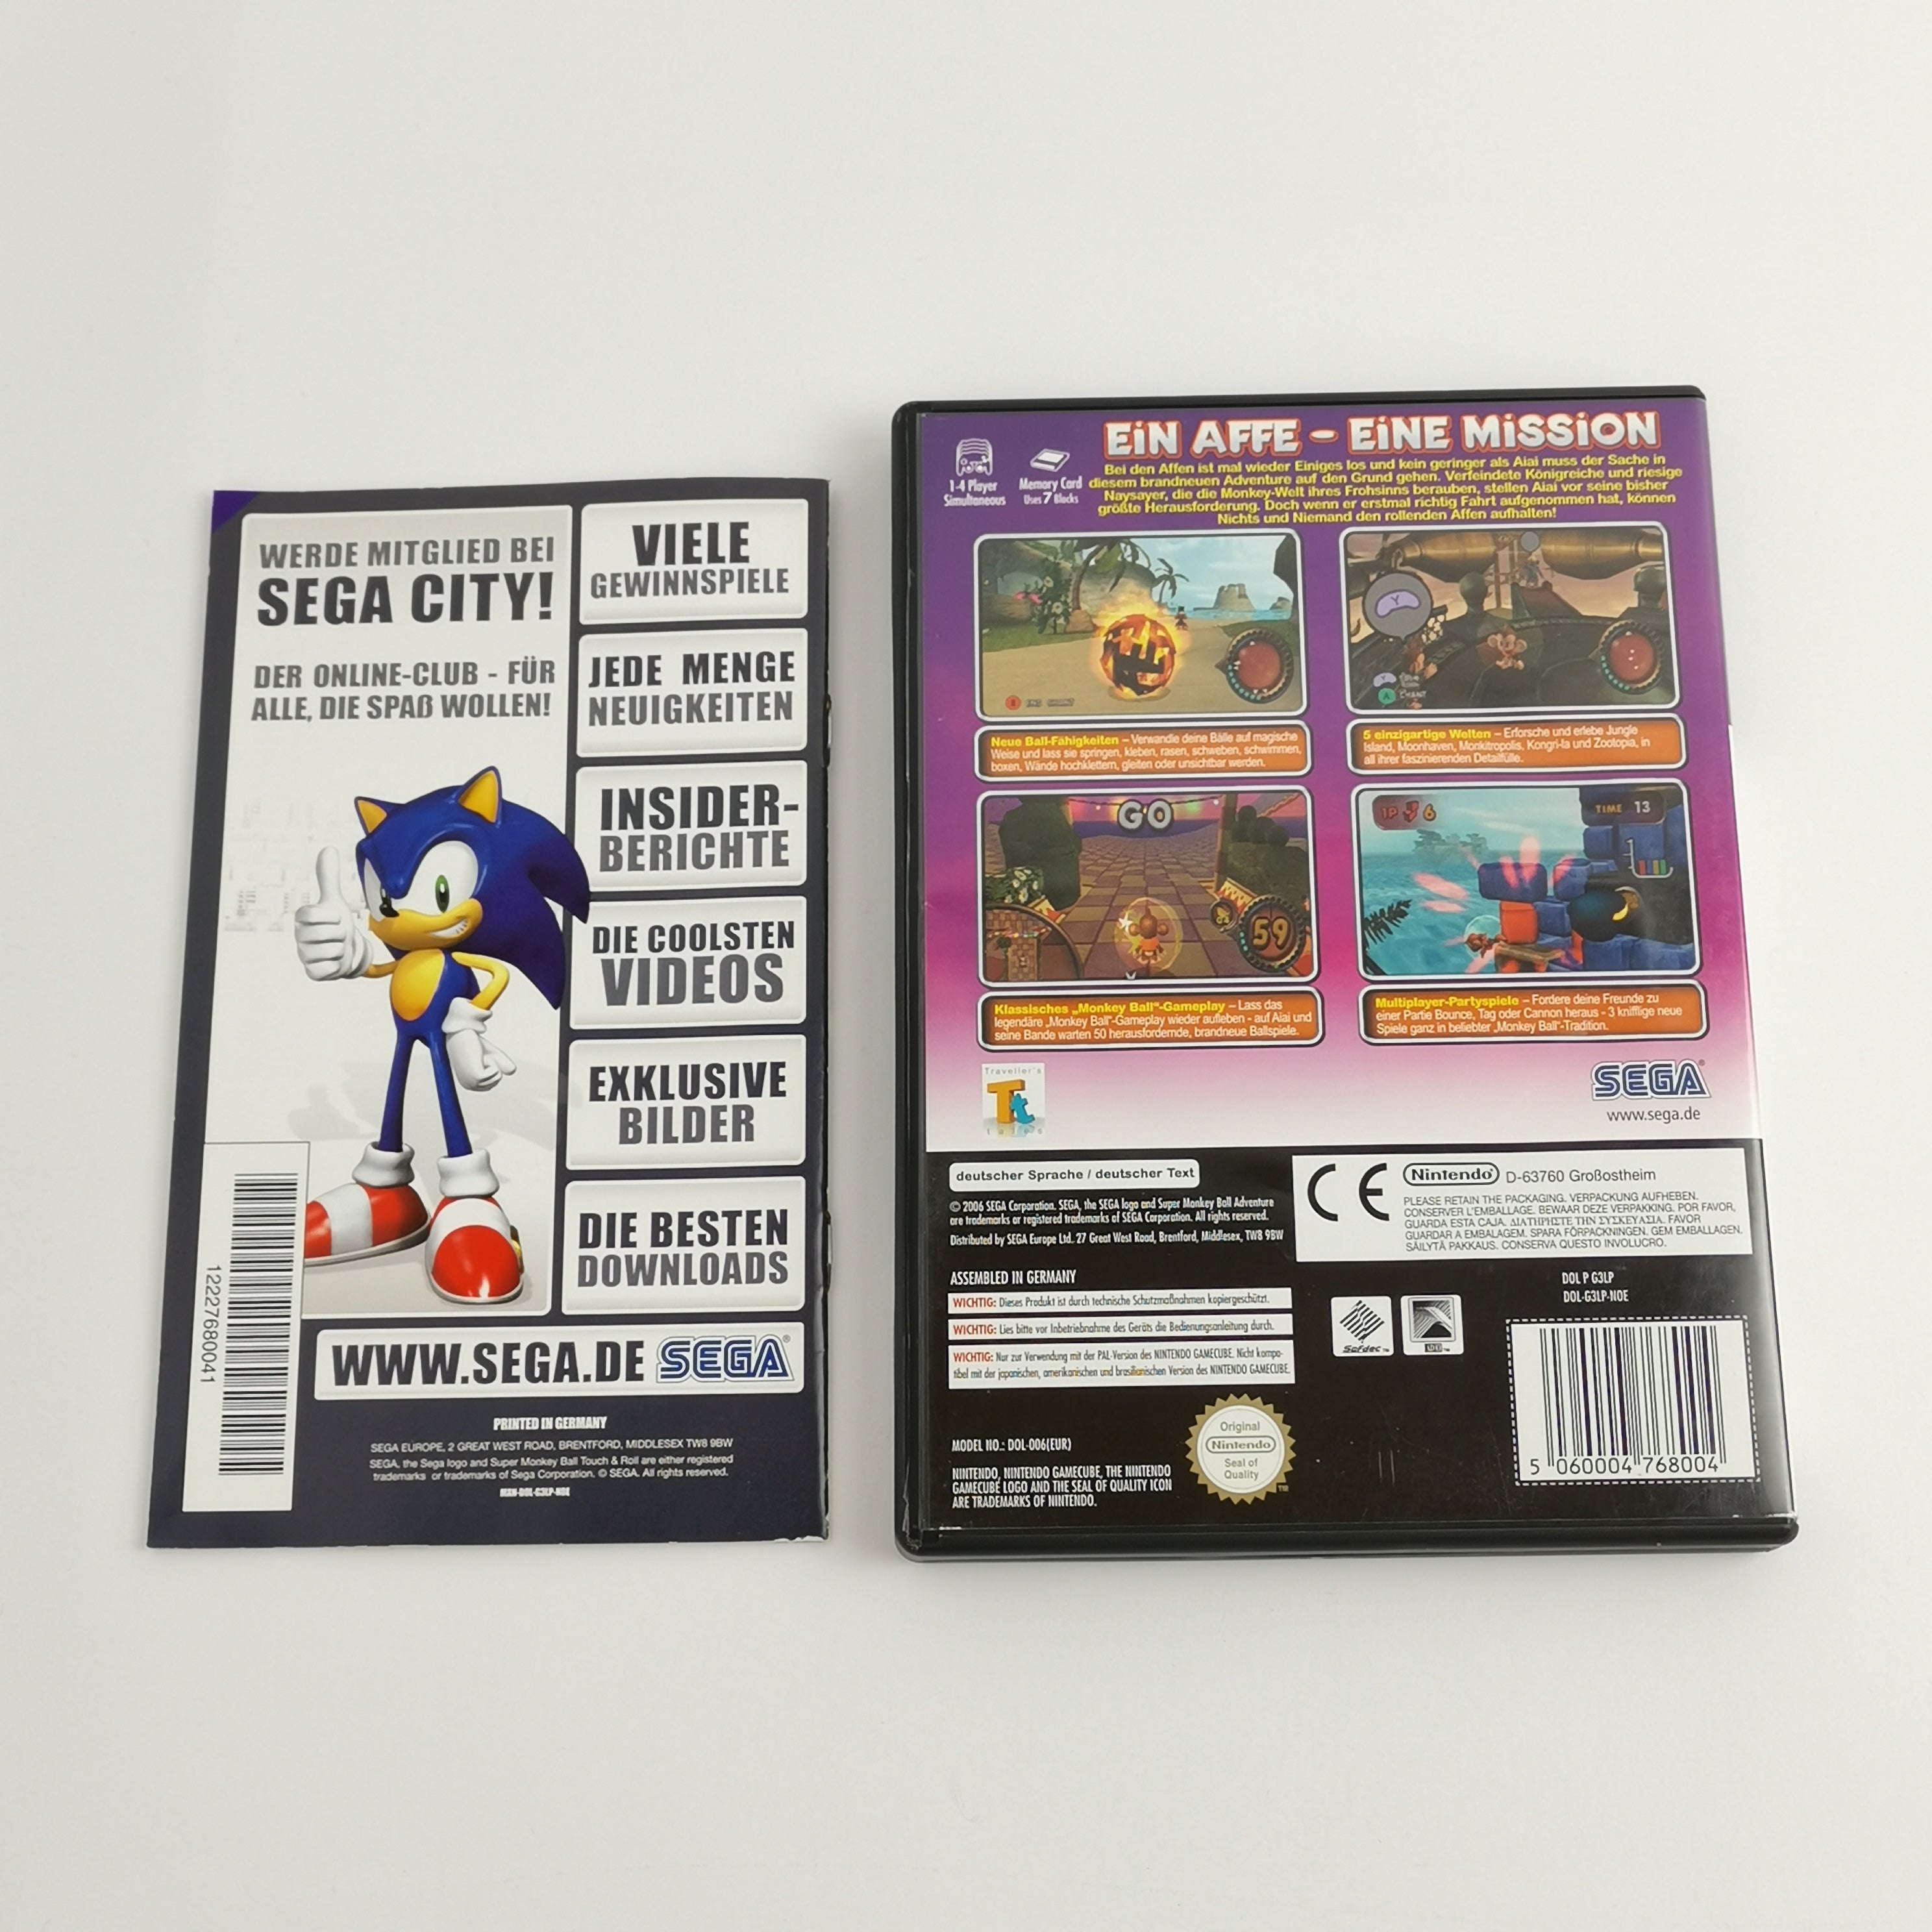 WERDE MITGLIED BEI
SEGA CITY!
DER ONLINE-CLUB - FÜR
ALLE, DIE SPAß WOLLEN!
VIELE
GEWINNSPIELE
JEDE MENGE
NEUIGKEITEN
INSIDER-
BERICHTE
DIE COOLSTEN
VIDEOS
EXKLUSIVE
BILDER
DIE BESTEN
DOWNLOADS
WWW.SEGA.DE SEGA®
12227680041
PRINTED IN GERMANY
SEGA EUROPE, 2 GREAT WEST ROAD, BRENTFORD, MIDDLESEX TW8 9BW
SEGA, the Sega logo and Super Monkey Ball Touch & Roll are either registered
trademarks or trademarks of Sega Corporation. © SEGA. All rights reserved.
MAN-DOL-G3LP-NOE
EiN AFFE - EiNE MiSSiON
1-4 Player
Simultaneous
Memory Card
Uses 7 Blocks
Bei den Affen ist mal wieder Einiges los und kein geringer als Aiai muss der Sache in
diesem brandneuen Adventure auf den Grund gehen. Verfeindete Königreiche und riesige
Naysayer, die die Monkey-Welt ihres Frohsinns berauben, stellen Aiai vor seine bisher
größte Herausforderung. Doch wenn er erstmal richtig Fahrt aufgenommen hat, können
Nichts und Niemand den rollenden Affen aufhalten!
Y
A
Neue Ball-Fähigkeiten – Verwandle deine Bälle auf magische
Weise und lass sie springen, kleben, rasen, schweben, schwimmen,
boxen, Wände hochklettern, gleiten oder unsichtbar werden.
5 einzigartige Welten – Erforsche und erlebe Jungle
Island, Moonhaven, Monkitropolis, Kongri-la und Zootopia, in
all ihrer faszinierenden Detailfülle.
GO
59
1P 6
TIME 13
Klassisches „Monkey Ball“-Gameplay – Lass das
legendäre „Monkey Ball“-Gameplay wieder aufleben - auf Aiai und
seine Bande warten 50 herausfordernde, brandneue Ballspiele.
Multiplayer-Partyspiele – Fordere deine Freunde zu
einer Partie Bounce, Tag oder Cannon heraus - 3 knifflige neue
Spiele ganz in beliebter „Monkey Ball“-Tradition.
Traveller's
Tt
tales
SEGA®
www.sega.de
deutscher Sprache / deutscher Text
© 2006 SEGA Corporation. SEGA, the SEGA logo and Super Monkey Ball Adventure
are trademarks or registered trademarks of SEGA Corporation. All rights reserved.
Distributed by SEGA Europe Ltd. 27 Great West Road, Brentford, Middlesex, TW8 9BW
CE
Nintendo® D-63760 Großostheim
PLEASE RETAIN THE PACKAGING. VERPACKUNG AUFHEBEN.
CONSERVER L'EMBALLAGE. BEWAAR DEZE VERPAKKING. POR FAVOR,
GUARDA ESTA CAJA. ΔΙΑΤΗΡΗΣΤΕ ΤΗΝ ΣΥΣΚΕΥΑΣΙΑ. FAVOR
GUARDAR A EMBALAGEM. SPARA FÖRPACKNINGEN. GEM EMBALLAGEN.
SÄILYTÄ PAKKAUS. CONSERVA QUESTO INVOLUCRO.
ASSEMBLED IN GERMANY
WICHTIG: Dieses Produkt ist durch technische Schutzmaßnahmen kopiergeschützt.
WICHTIG: Lies bitte vor Inbetriebnahme des Geräts die Bedienungsanleitung durch.
WICHTIG: Nur zur Verwendung mit der PAL-Version des NINTENDO GAMECUBE. Nicht kompa-
tibel mit der japanischen, amerikanischen und brasilianischen Version des NINTENDO GAMECUBE.
DOL P G3LP
DOL-G3LP-NOE
Sofdec™
ADX™
MODEL NO.: DOL-006(EUR)
NINTENDO, NINTENDO GAMECUBE, THE NINTENDO
GAMECUBE LOGO AND THE SEAL OF QUALITY ICON
ARE TRADEMARKS OF NINTENDO.
Original
Nintendo®
Seal of
Quality
™
5 060004 768004